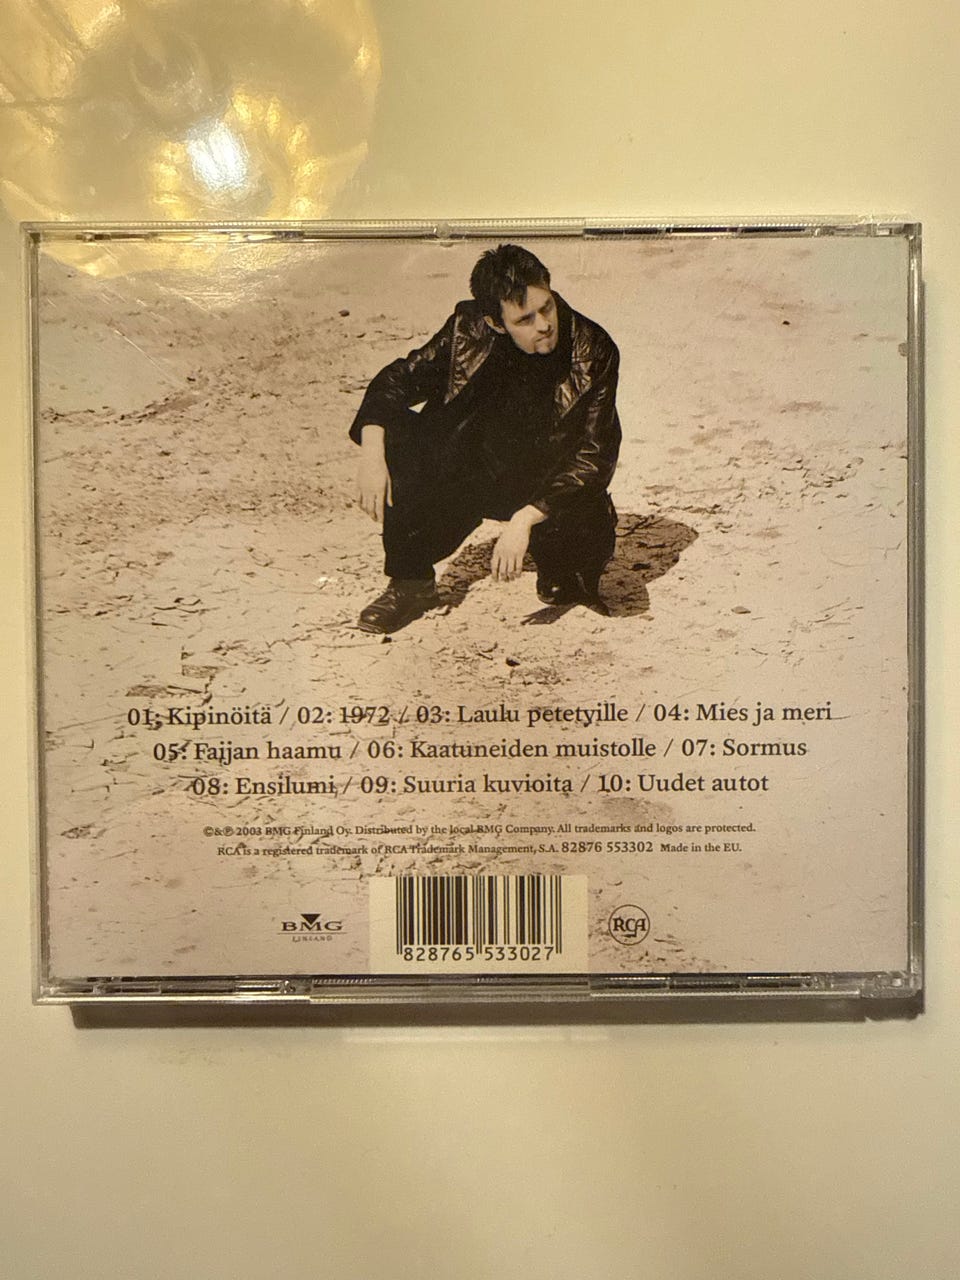 01: Kipinöitä / 02: 1972 / 03: Laulu petetyille / 04: Mies ja meri
05: Faijan haamu / 06: Kaatuneiden muistolle / 07: Sormus
08: Ensilumi / 09: Suuria kuvioita / 10: Uudet autot
©&℗ 2003 BMG Finland Oy. Distributed by the local BMG Company. All trademarks and logos are protected.
RCA is a registered trademark of RCA Trademark Management, S.A. 82876 553302 Made in the EU.
BMG
FINLAND
828765 533027
RCA